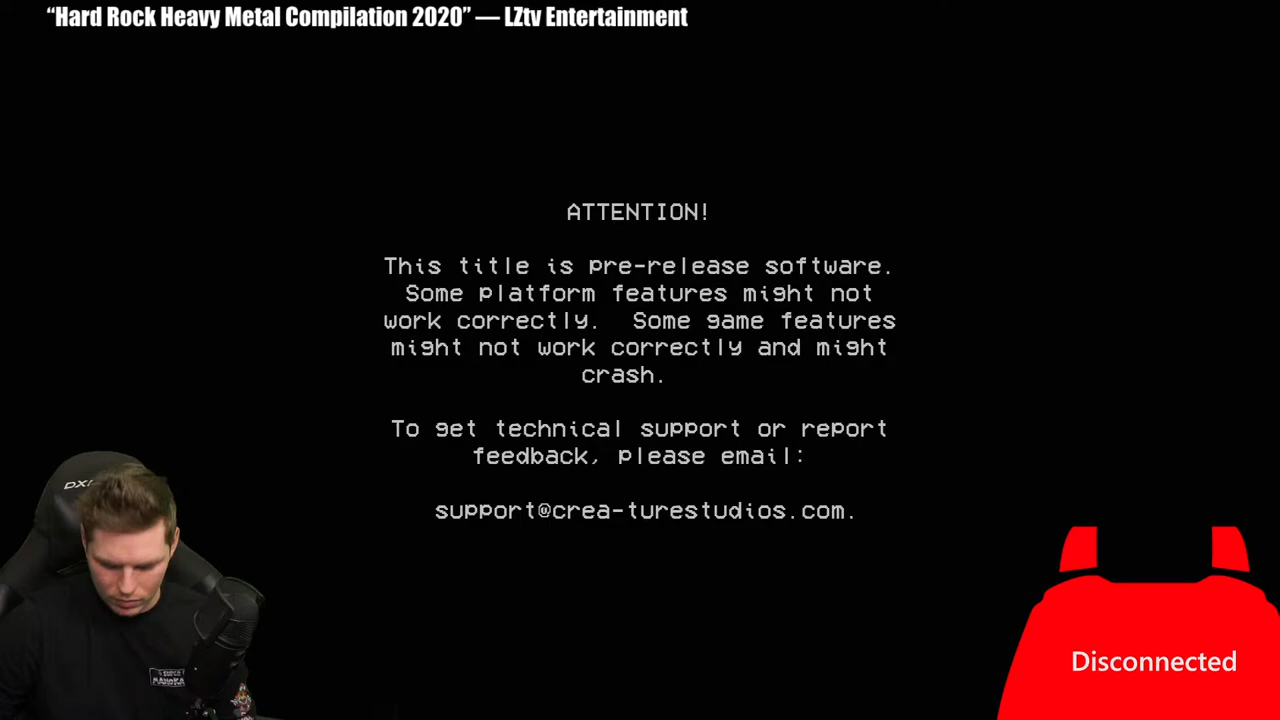 “Hard Rock Heavy Metal Compilation 2020” — LZtv Entertainment
ATTENTION!
This title is pre-release software.
Some platform features might not
work correctly. Some game features
might not work correctly and might
crash.
To get technical support or report
feedback, please email:
support@crea-turestudios.com.
Disconnected